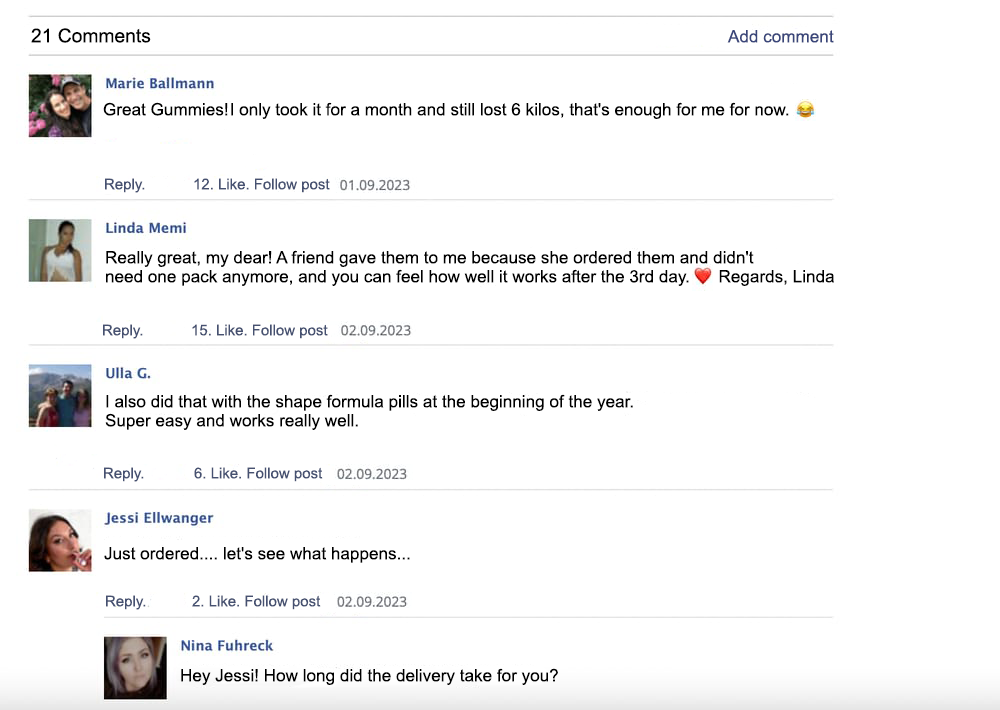 21 Comments
Add comment
Marie Ballmann
Great Gummies!I only took it for a month and still lost 6 kilos, that's enough for me for now. 😂
Reply. 12. Like. Follow post 01.09.2023
Linda Memi
Really great, my dear! A friend gave them to me because she ordered them and didn't
need one pack anymore, and you can feel how well it works after the 3rd day. ❤️ Regards, Linda
Reply. 15. Like. Follow post 02.09.2023
Ulla G.
I also did that with the shape formula pills at the beginning of the year.
Super easy and works really well.
Reply. 6. Like. Follow post 02.09.2023
Jessi Ellwanger
Just ordered.... let's see what happens...
Reply. 2. Like. Follow post 02.09.2023
Nina Fuhreck
Hey Jessi! How long did the delivery take for you?